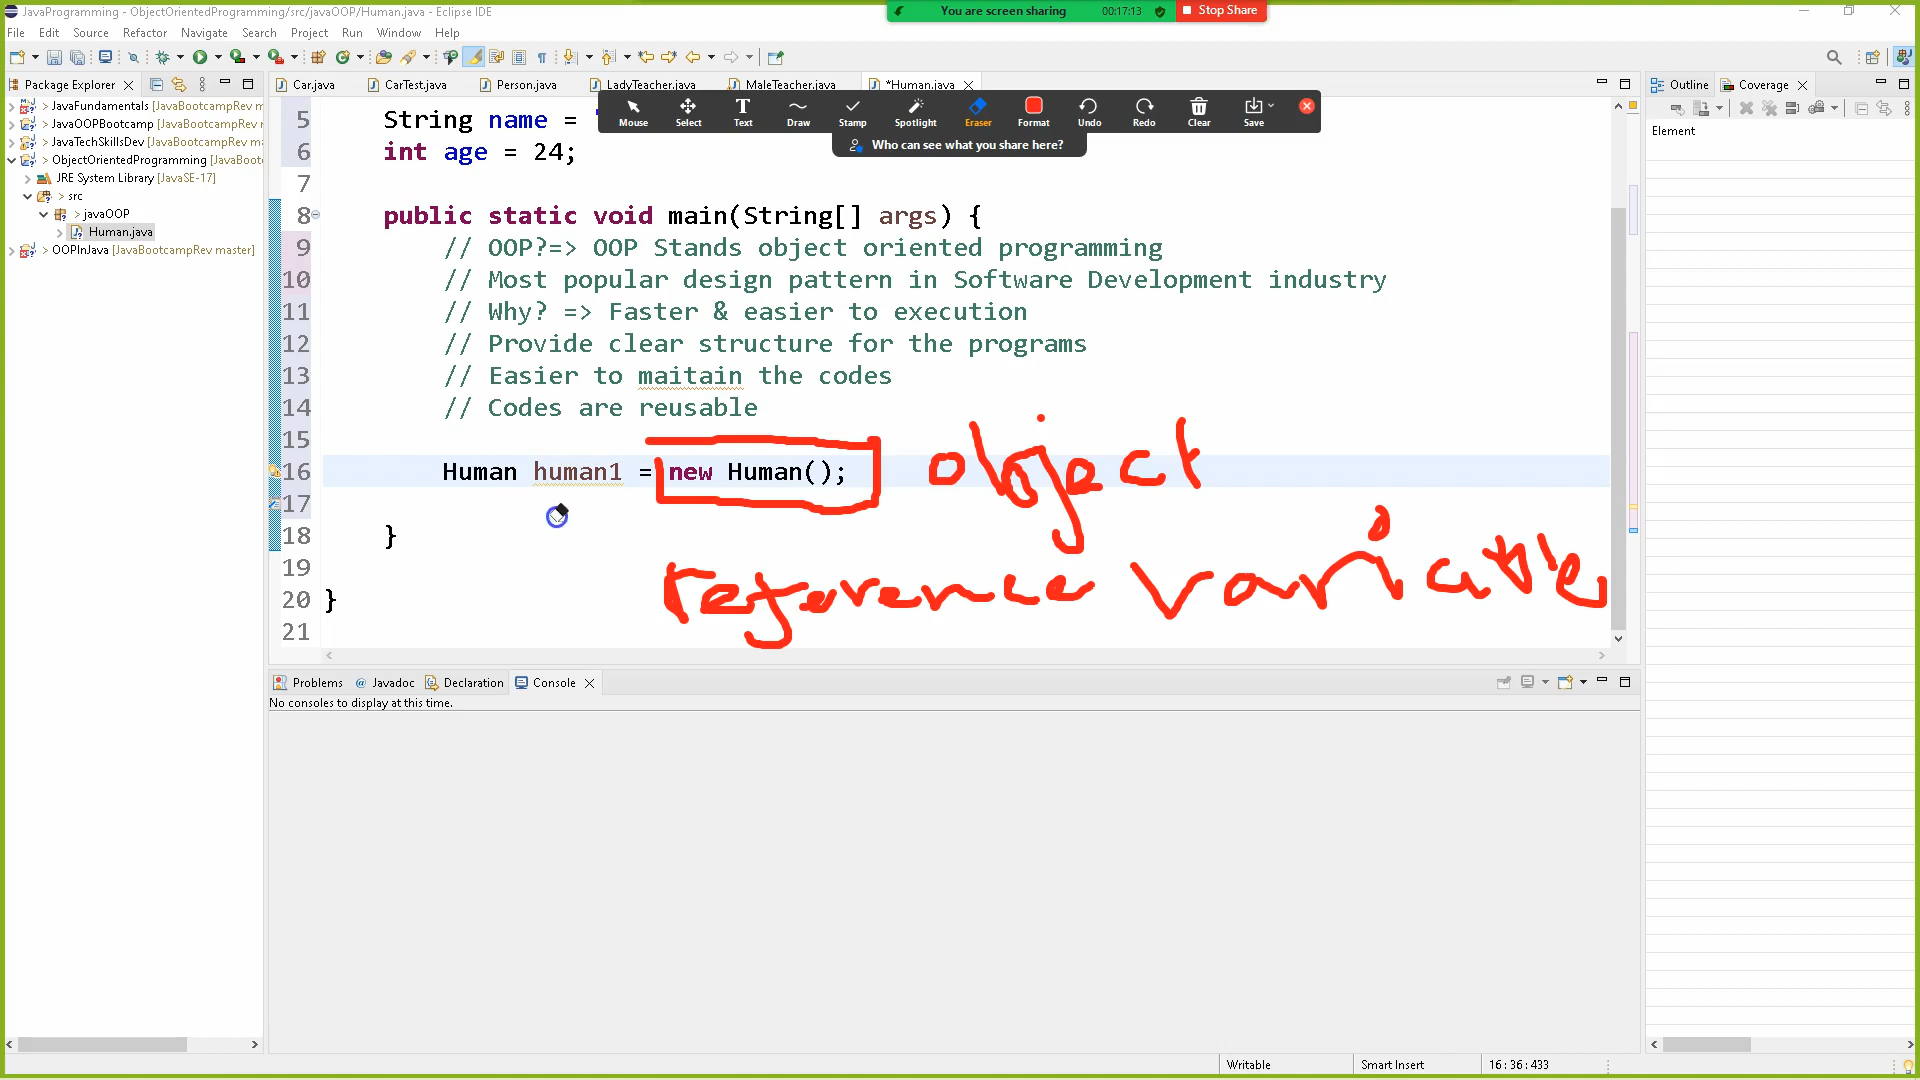 JavaProgramming - ObjectOrientedProgramming/src/javaOOP/Human.java - Eclipse IDE
You are screen sharing 00:17:13 Stop Share
File Edit Source Refactor Navigate Search Project Run Window Help
Package Explorer
Car.java CarTest.java Person.java LadyTeacher.java MaleTeacher.java *Human.java
Outline Coverage
Mouse Select Text Draw Stamp Spotlight Eraser Format Undo Redo Clear Save
Who can see what you share here?
Element
> JavaFundamentals [JavaBootcampRev m
> JavaOOPBootcamp [JavaBootcampRev r
> JavaTechSkillsDev [JavaBootcampRev r
> ObjectOrientedProgramming [JavaBoot
JRE System Library [JavaSE-17]
> src
> javaOOP
Human.java
> OOPInJava [JavaBootcampRev master]
5 String name = "
6 int age = 24;
7
8 public static void main(String[] args) {
9 // OOP?=> OOP Stands object oriented programming
10 // Most popular design pattern in Software Development industry
11 // Why? => Faster & easier to execution
12 // Provide clear structure for the programs
13 // Easier to maitain the codes
14 // Codes are reusable
15
16 Human human1 = new Human(); object
17
18 }
19 reference variable
20 }
21
Problems @ Javadoc Declaration Console
No consoles to display at this time.
Writable Smart Insert 16:36:433